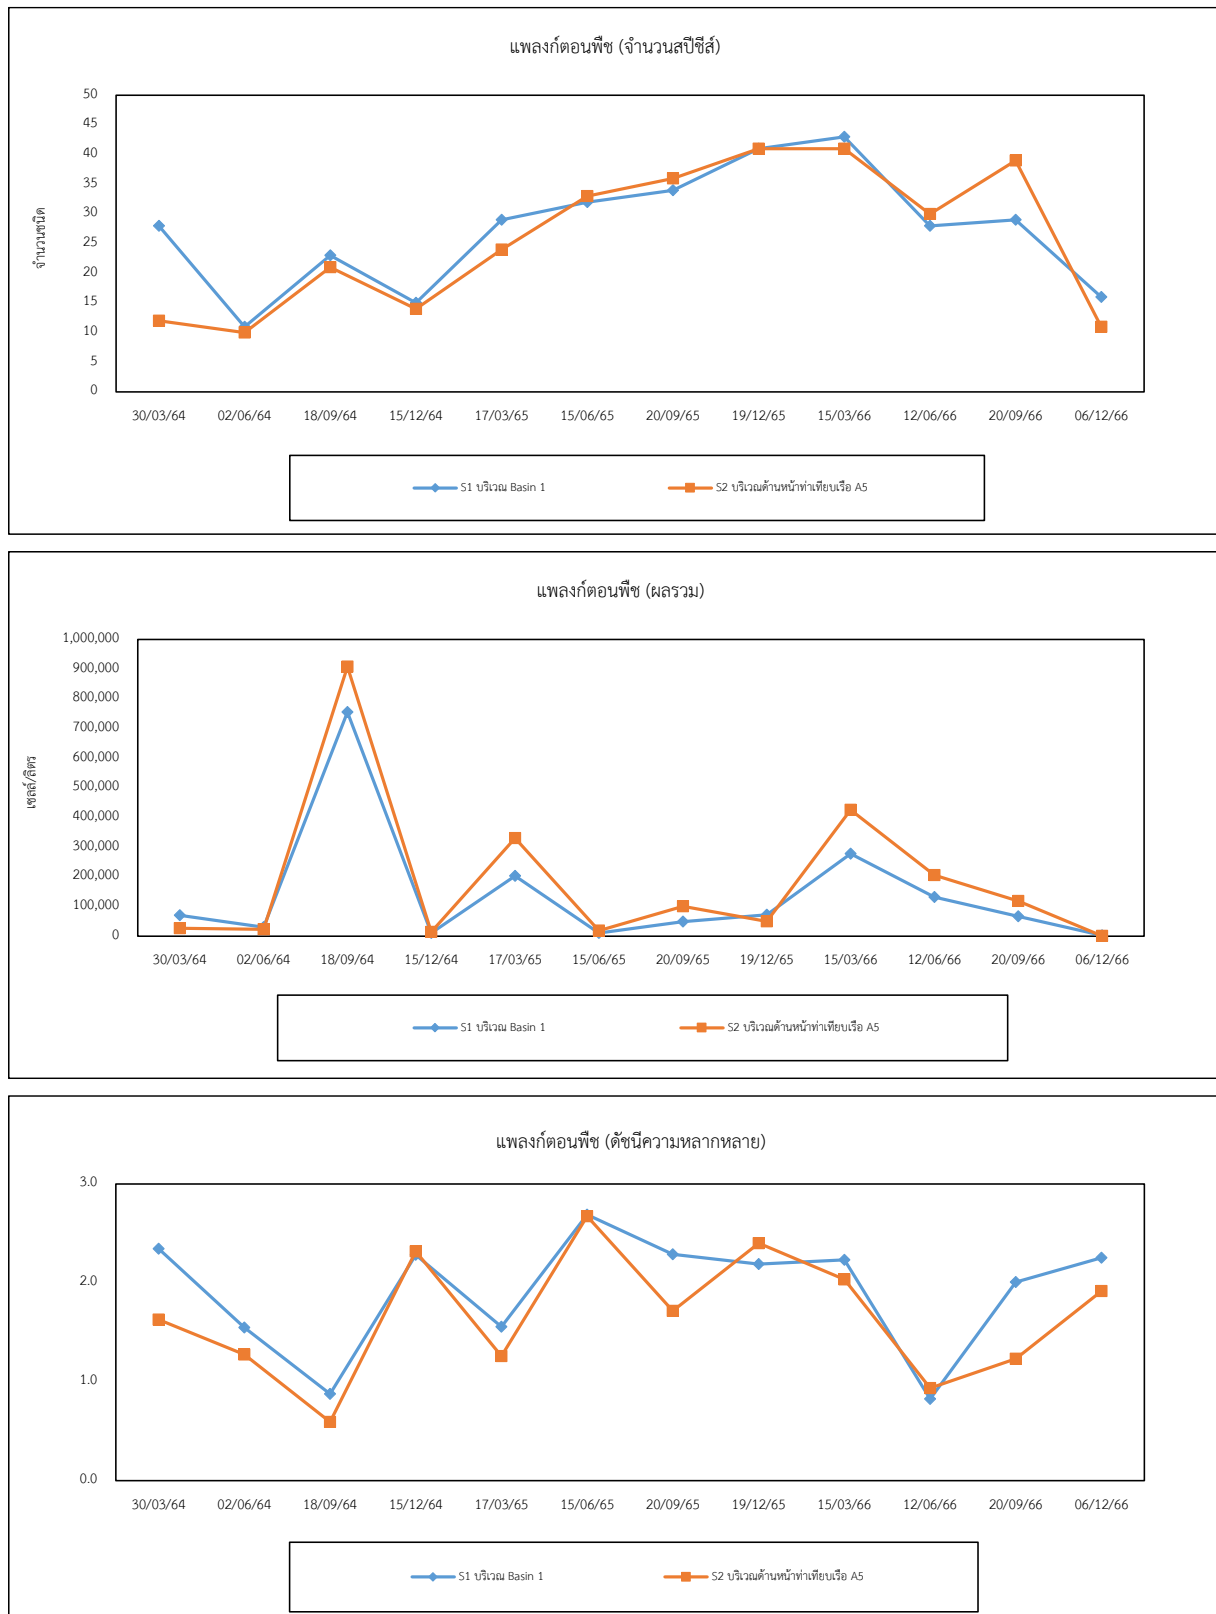 แพลงก์ตอนพืช (จำนวนสปีชีส์)
50
45
40
35
30
25
20
15
10
5
0
จำนวนชนิด
30/03/64 02/06/64 18/09/64 15/12/64 17/03/65 15/06/65 20/09/65 19/12/65 15/03/66 12/06/66 20/09/66 06/12/66
S1 บริเวณ Basin 1 S2 บริเวณด้านหน้าท่าเทียบเรือ A5
แพลงก์ตอนพืช (ผลรวม)
1,000,000
900,000
800,000
700,000
600,000
500,000
400,000
300,000
200,000
100,000
0
เซลล์/ลิตร
30/03/64 02/06/64 18/09/64 15/12/64 17/03/65 15/06/65 20/09/65 19/12/65 15/03/66 12/06/66 20/09/66 06/12/66
S1 บริเวณ Basin 1 S2 บริเวณด้านหน้าท่าเทียบเรือ A5
แพลงก์ตอนพืช (ดัชนีความหลากหลาย)
3.0
2.0
1.0
0.0
30/03/64 02/06/64 18/09/64 15/12/64 17/03/65 15/06/65 20/09/65 19/12/65 15/03/66 12/06/66 20/09/66 06/12/66
S1 บริเวณ Basin 1 S2 บริเวณด้านหน้าท่าเทียบเรือ A5